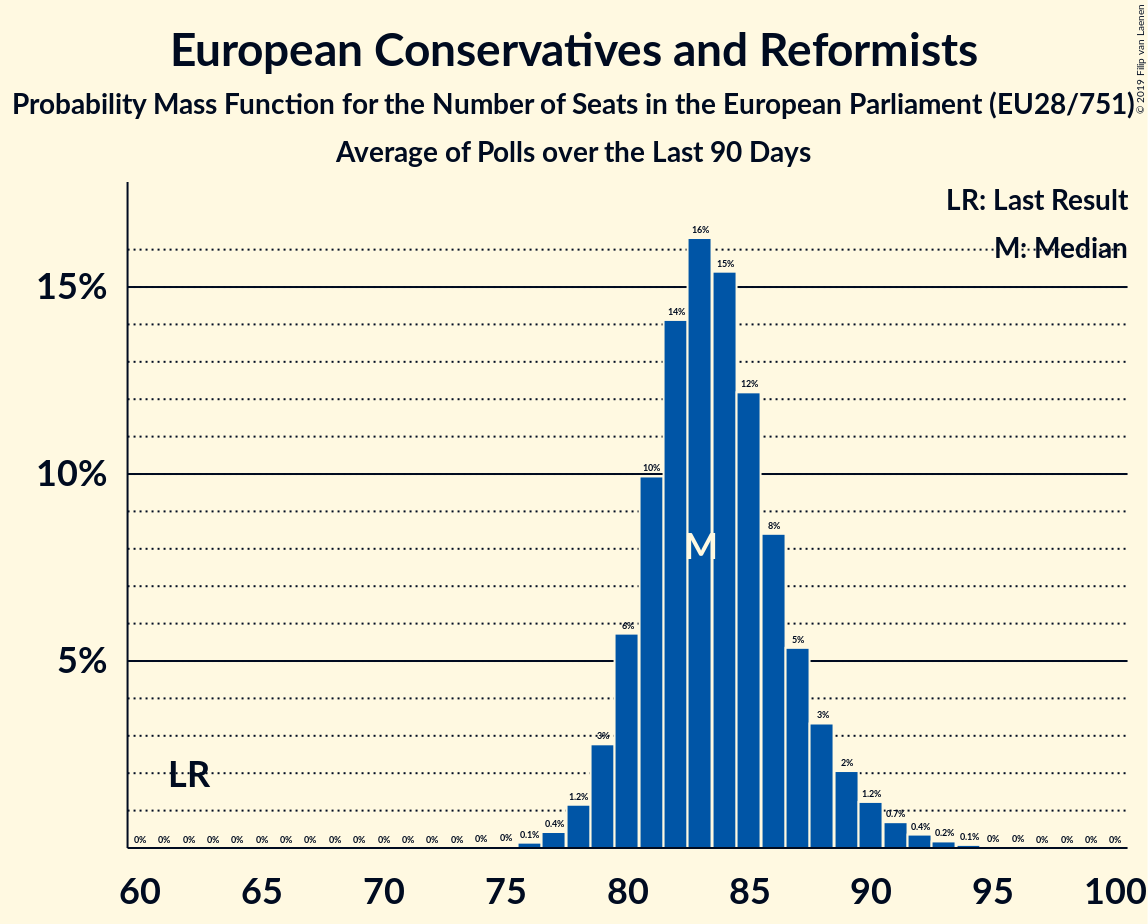 European Conservatives and Reformists
Probability Mass Function for the Number of Seats in the European Parliament (EU28/751)
Average of Polls over the Last 90 Days
© 2019 Filip van Laenen
LR: Last Result
M: Median
15%
10%
5%
0% 0% 0% 0% 0% 0% 0% 0% 0% 0% 0% 0% 0% 0% 0% 0% 0.1% 0.4% 1.2% 3% 6% 10% 14% 16% 15% 12% 8% 5% 3% 2% 1.2% 0.7% 0.4% 0.2% 0.1% 0% 0% 0% 0% 0% 0%
M
LR
60 65 70 75 80 85 90 95 100